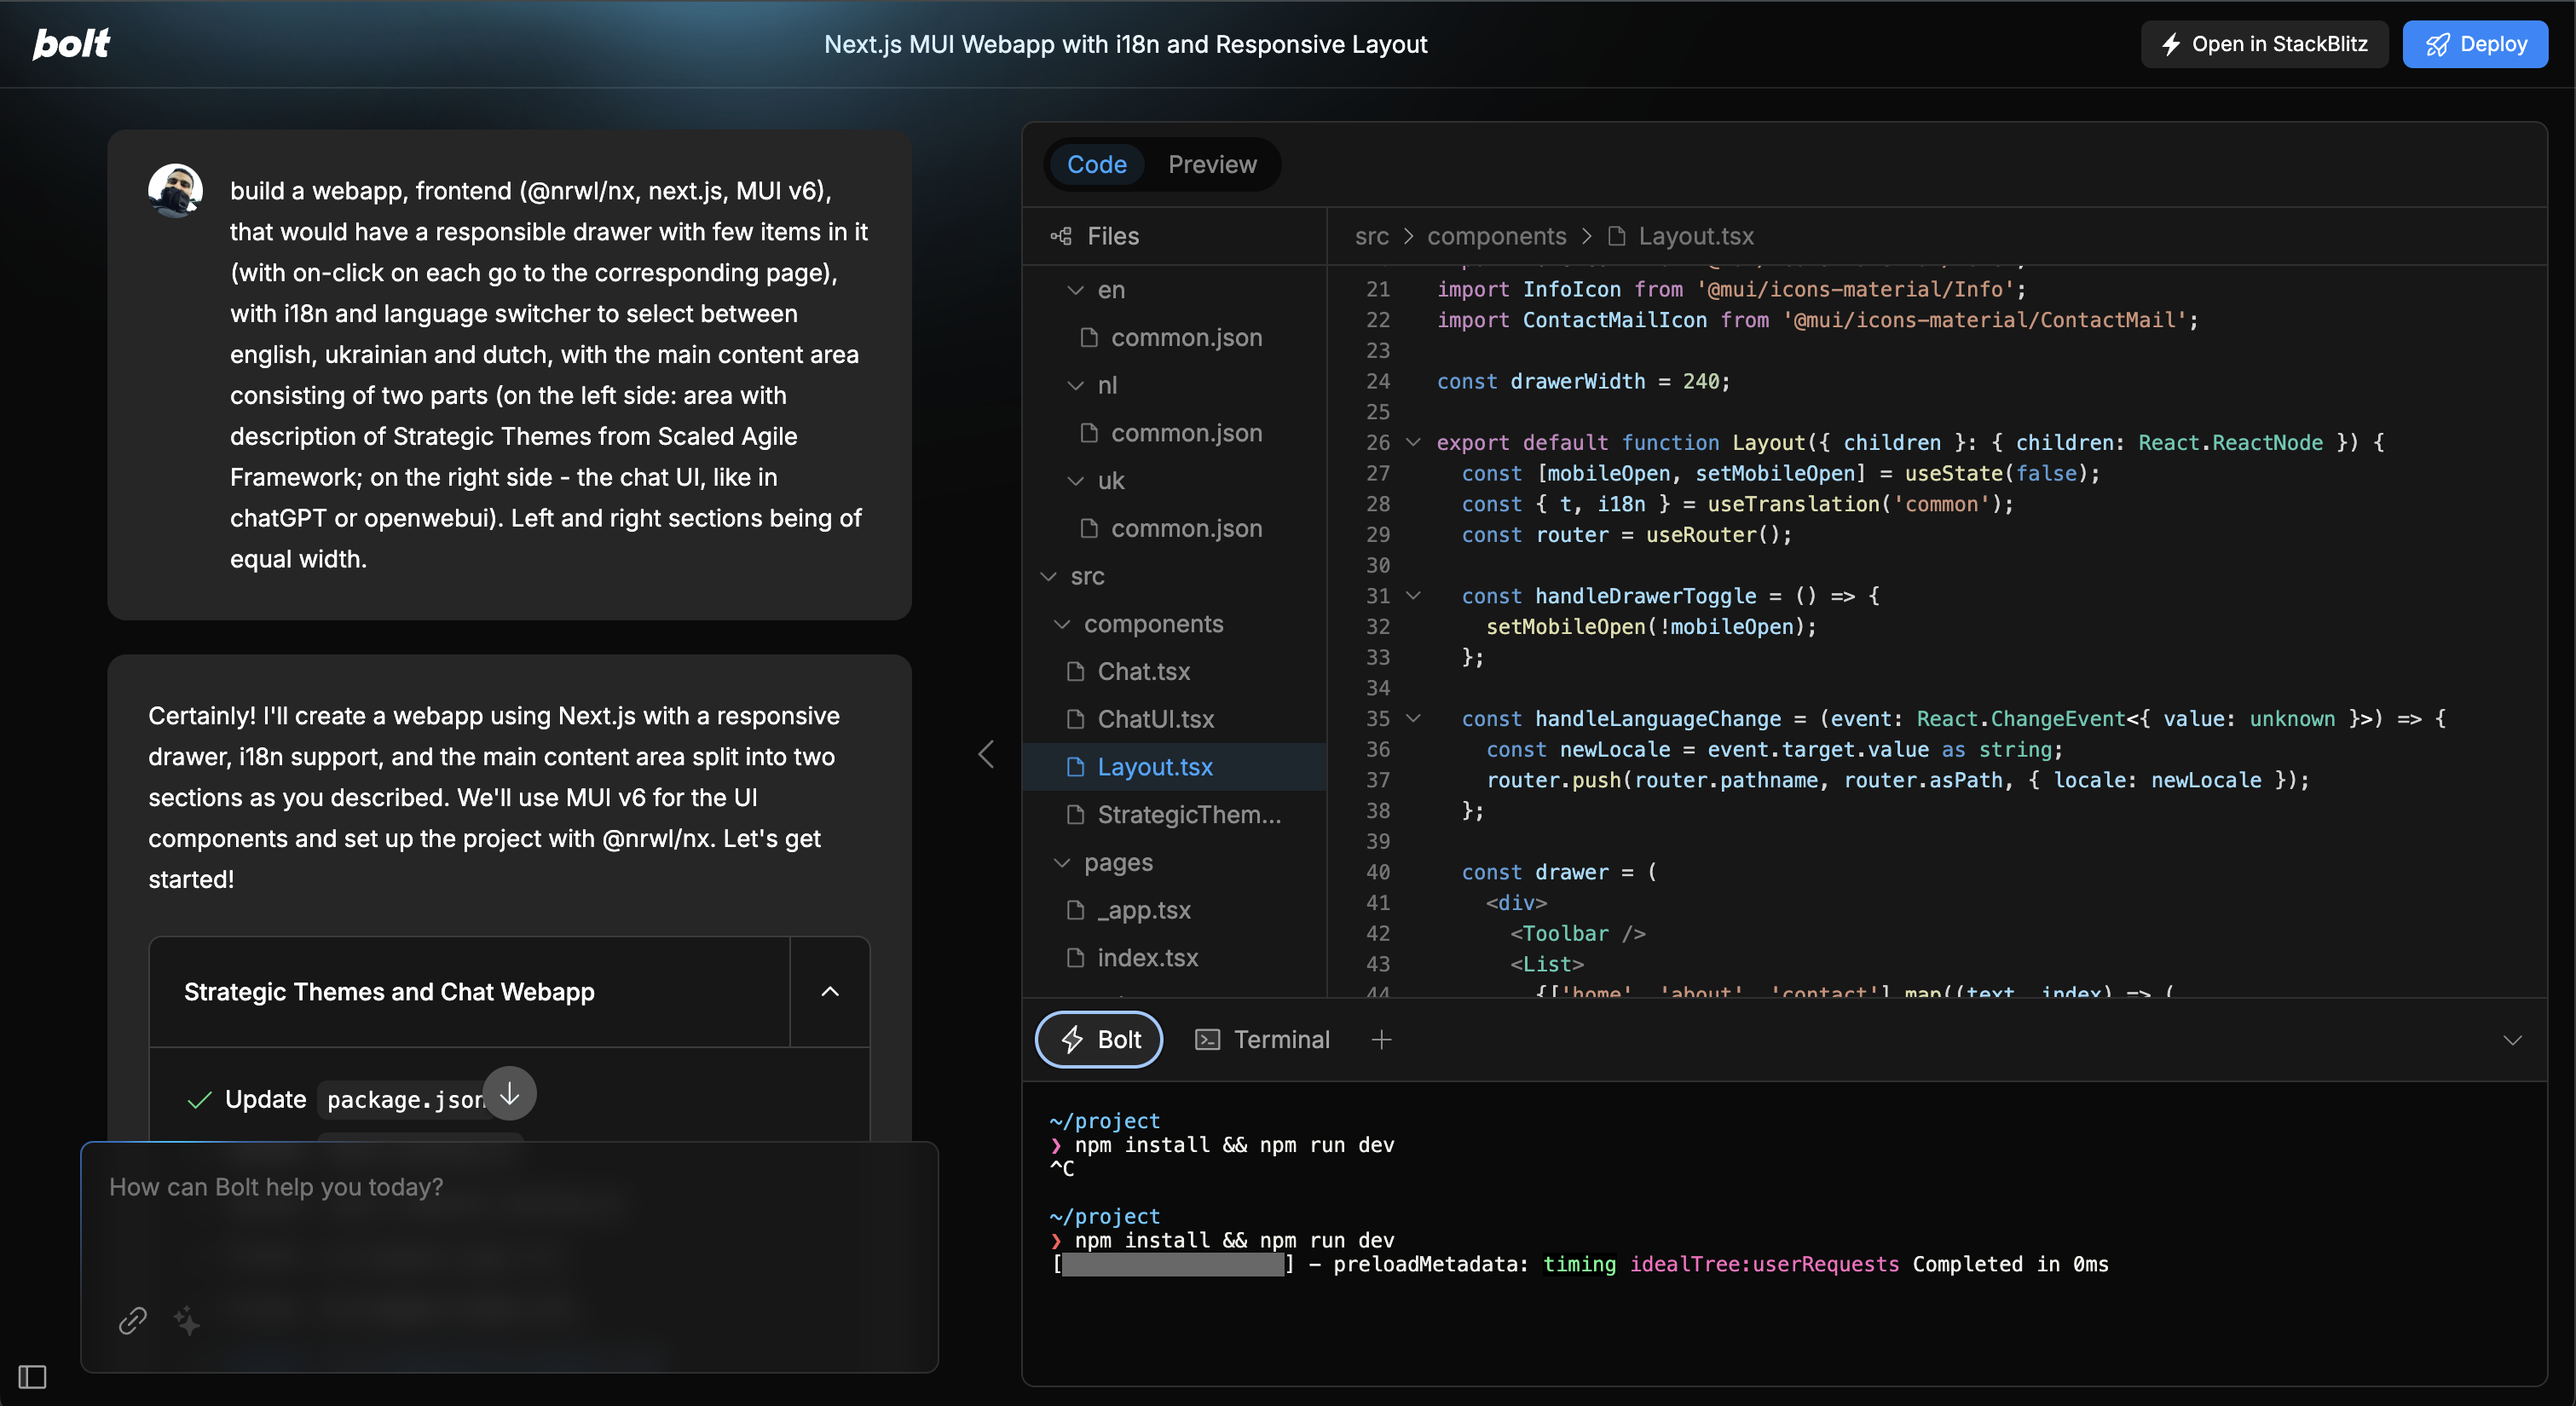 bolt
Next.js MUI Webapp with i18n and Responsive Layout
Open in StackBlitz
Deploy
build a webapp, frontend (@nrwl/nx, next.js, MUI v6),
that would have a responsible drawer with few items in it
(with on-click on each go to the corresponding page),
with i18n and language switcher to select between
english, ukrainian and dutch, with the main content area
consisting of two parts (on the left side: area with
description of Strategic Themes from Scaled Agile
Framework; on the right side - the chat UI, like in
chatGPT or openwebui). Left and right sections being of
equal width.
Certainly! I'll create a webapp using Next.js with a responsive
drawer, i18n support, and the main content area split into two
sections as you described. We'll use MUI v6 for the UI
components and set up the project with @nrwl/nx. Let's get
started!
Strategic Themes and Chat Webapp
Update package.json
How can Bolt help you today?
Code
Preview
Files
en
common.json
nl
common.json
uk
common.json
src
components
Chat.tsx
ChatUI.tsx
Layout.tsx
StrategicThem...
pages
_app.tsx
index.tsx
src > components > Layout.tsx
21 import InfoIcon from '@mui/icons-material/Info';
22 import ContactMailIcon from '@mui/icons-material/ContactMail';
23
24 const drawerWidth = 240;
25
26 export default function Layout({ children }: { children: React.ReactNode }) {
27 const [mobileOpen, setMobileOpen] = useState(false);
28 const { t, i18n } = useTranslation('common');
29 const router = useRouter();
30
31 const handleDrawerToggle = () => {
32 setMobileOpen(!mobileOpen);
33 };
34
35 const handleLanguageChange = (event: React.ChangeEvent<{ value: unknown }>) => {
36 const newLocale = event.target.value as string;
37 router.push(router.pathname, router.asPath, { locale: newLocale });
38 };
39
40 const drawer = (
41 <div>
42 <Toolbar />
43 <List>
44 {['home', 'about', 'contact'].map((text, index) => (
Bolt
Terminal
~/project
❯ npm install && npm run dev
^C
~/project
❯ npm install && npm run dev
[ ] - preloadMetadata: timing idealTree:userRequests Completed in 0ms